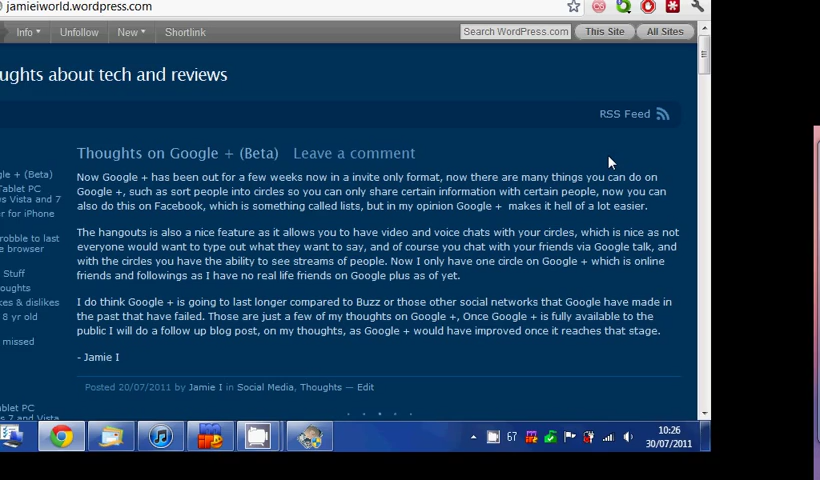 jamieiworld.wordpress.com
Info Unfollow New Shortlink Search WordPress.com This Site All Sites
ughts about tech and reviews
RSS Feed
Thoughts on Google + (Beta) Leave a comment
Now Google + has been out for a few weeks now in a invite only format, now there are many things you can do on
Google +, such as sort people into circles so you can only share certain information with certain people, now you can
also do this on Facebook, which is something called lists, but in my opinion Google + makes it hell of a lot easier.
The hangouts is also a nice feature as it allows you to have video and voice chats with your circles, which is nice as not
everyone would want to type out what they want to say, and of course you chat with your friends via Google talk, and
with the circles you have the ability to see streams of people. Now I only have one circle on Google + which is online
friends and followings as I have no real life friends on Google plus as of yet.
I do think Google + is going to last longer compared to Buzz or those other social networks that Google have made in
the past that have failed. Those are just a few of my thoughts on Google +, Once Google + is fully available to the
public I will do a follow up blog post, on my thoughts, as Google + would have improved once it reaches that stage.
- Jamie I
Posted 20/07/2011 by Jamie I in Social Media, Thoughts — Edit
gle + (Beta)
Tablet PC
s Vista and 7
er for iPhone
robble to last
e browser
Stuff
oughts
kes & dislikes
8 yr old
missed
ablet PC
s 7 and Vista
67
10:26
30/07/2011